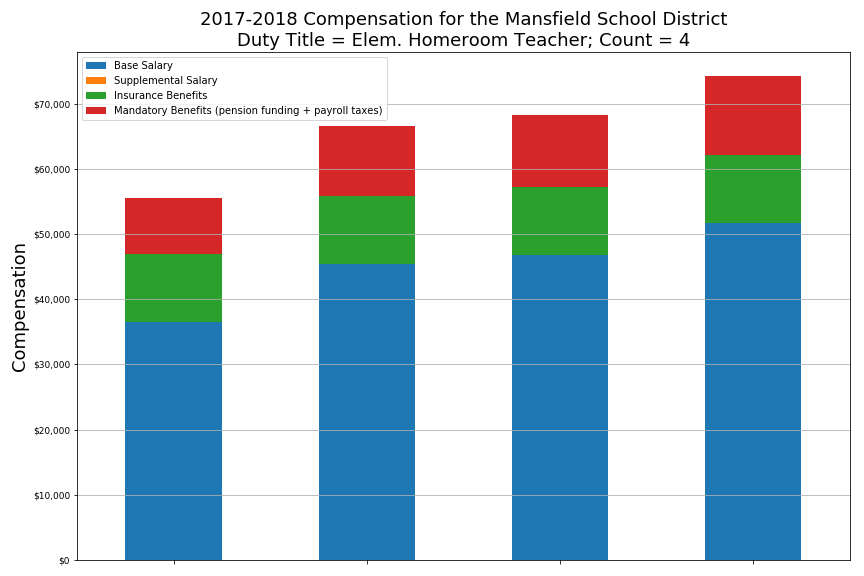 2017-2018 Compensation for the Mansfield School District
Duty Title = Elem. Homeroom Teacher; Count = 4
Base Salary
Supplemental Salary
Insurance Benefits
Mandatory Benefits (pension funding + payroll taxes)
Compensation
$70,000
$60,000
$50,000
$40,000
$30,000
$20,000
$10,000
$0